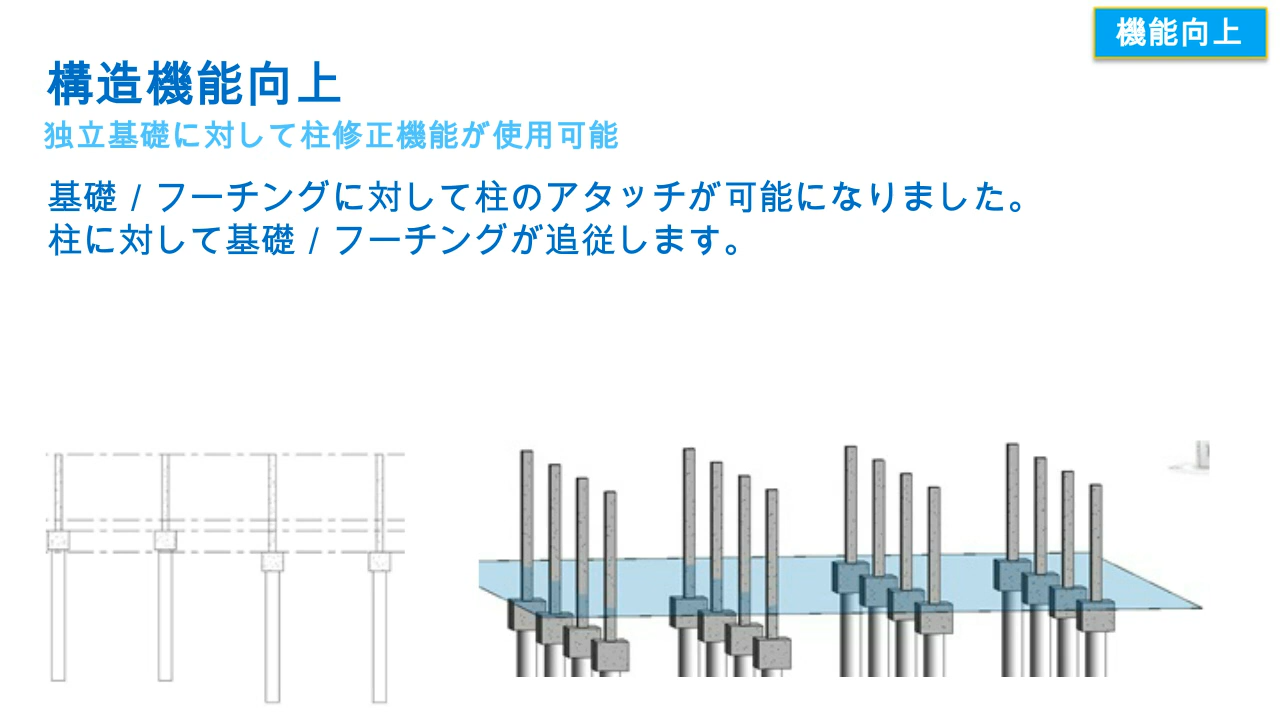 機能向上
構造機能向上
独立基礎に対して柱修正機能が使用可能
基礎 / フーチングに対して柱のアタッチが可能になりました。
柱に対して基礎 / フーチングが追従します。